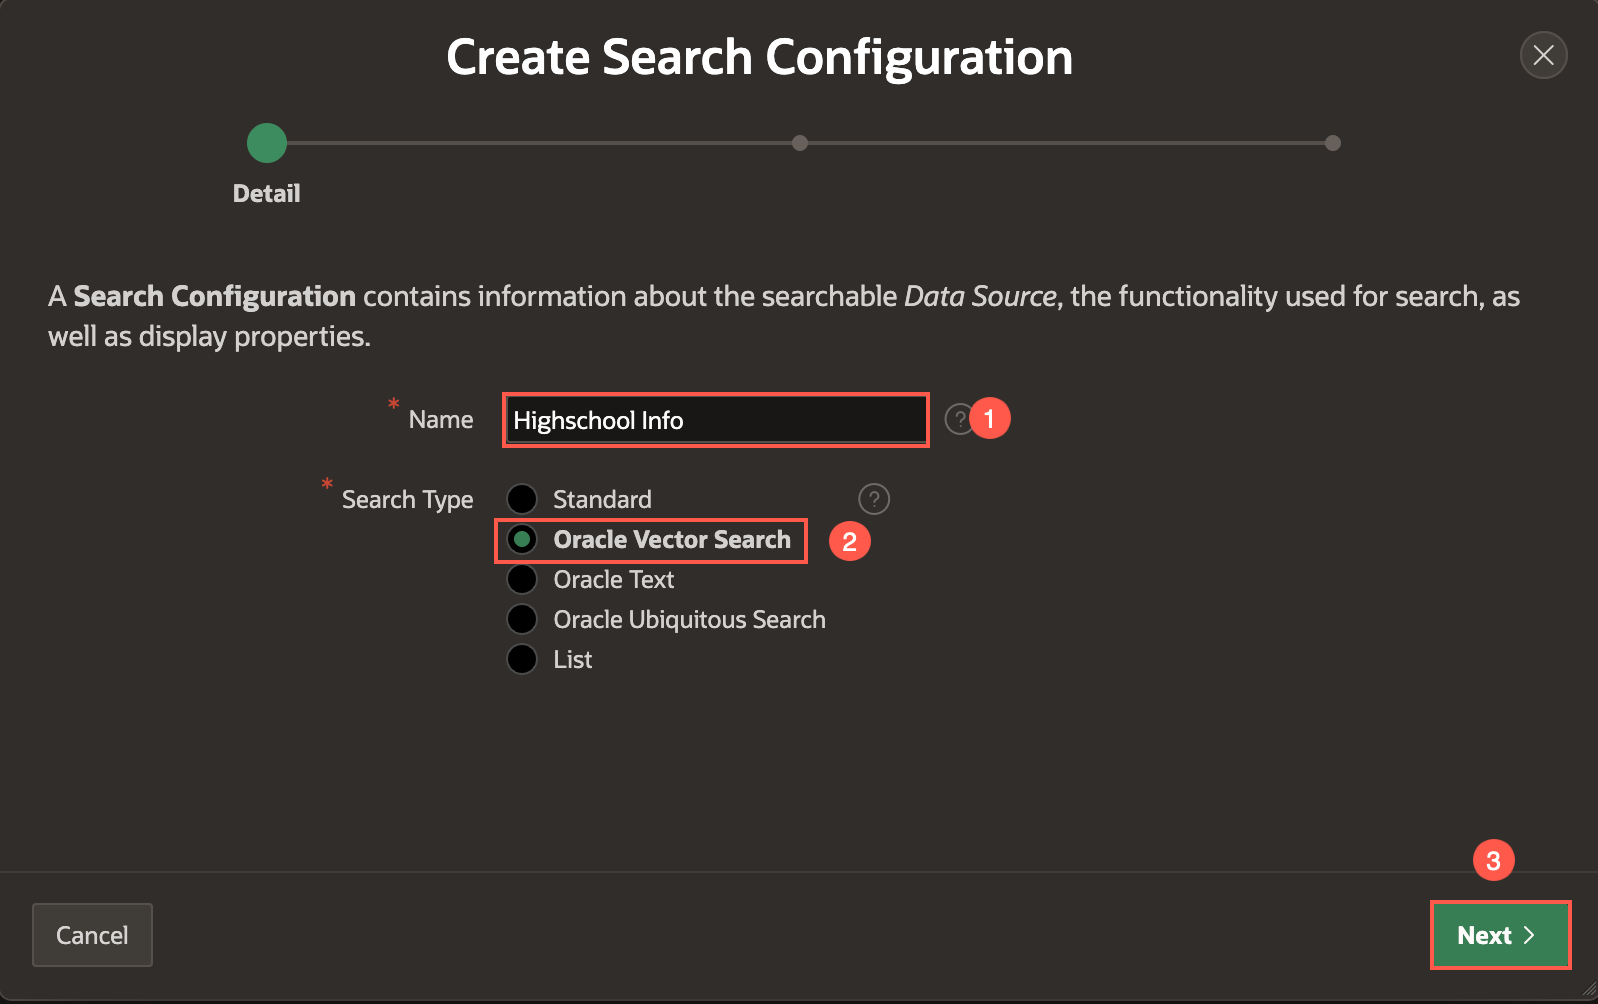 Create Search Configuration
Detail
A Search Configuration contains information about the searchable Data Source, the functionality used for search, as
well as display properties.
* Name Highschool Info ? 1
* Search Type Standard ?
Oracle Vector Search 2
Oracle Text
Oracle Ubiquitous Search
List
3
Cancel Next >